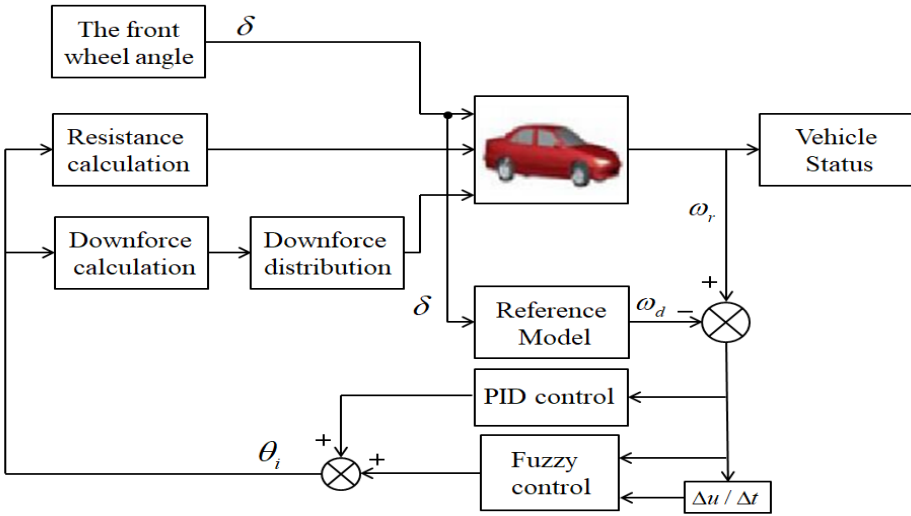 The front
wheel angle
δ
Resistance
calculation
Vehicle
Status
ω_r
Downforce
calculation
Downforce
distribution
δ
Reference
Model
ω_d
+
−
PID control
θ_i
+
+
Fuzzy
control
Δu / Δt